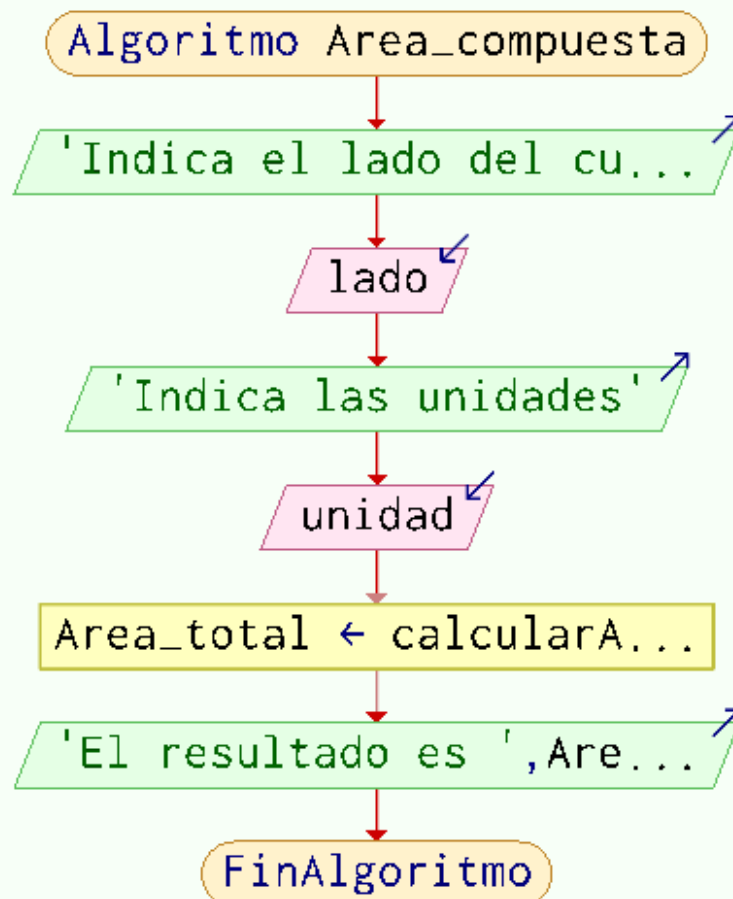 Algoritmo Area_compuesta
'Indica el lado del cu...
lado
'Indica las unidades'
unidad
Area_total ← calcularA...
'El resultado es ',Are...
FinAlgoritmo